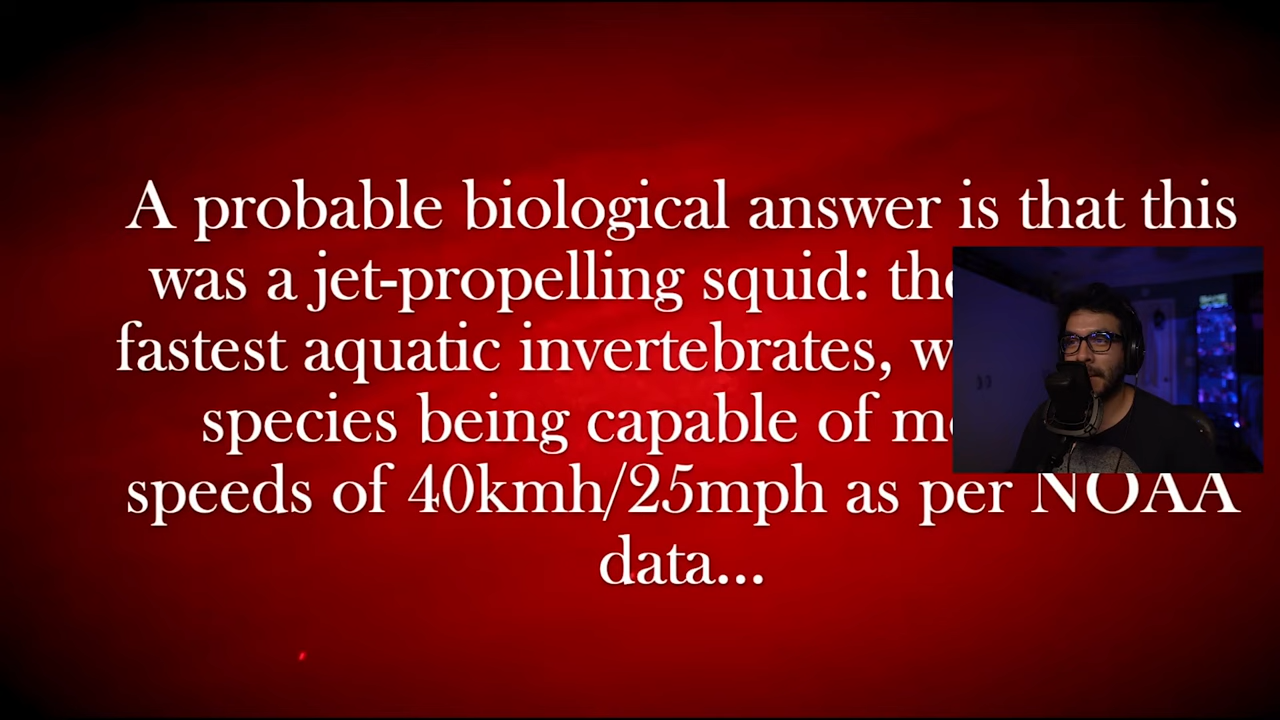 A probable biological answer is that this
was a jet-propelling squid:
fastest aquatic invertebrates,
species being capable of
speeds of 40kmh/25mph as per NOAA
data...